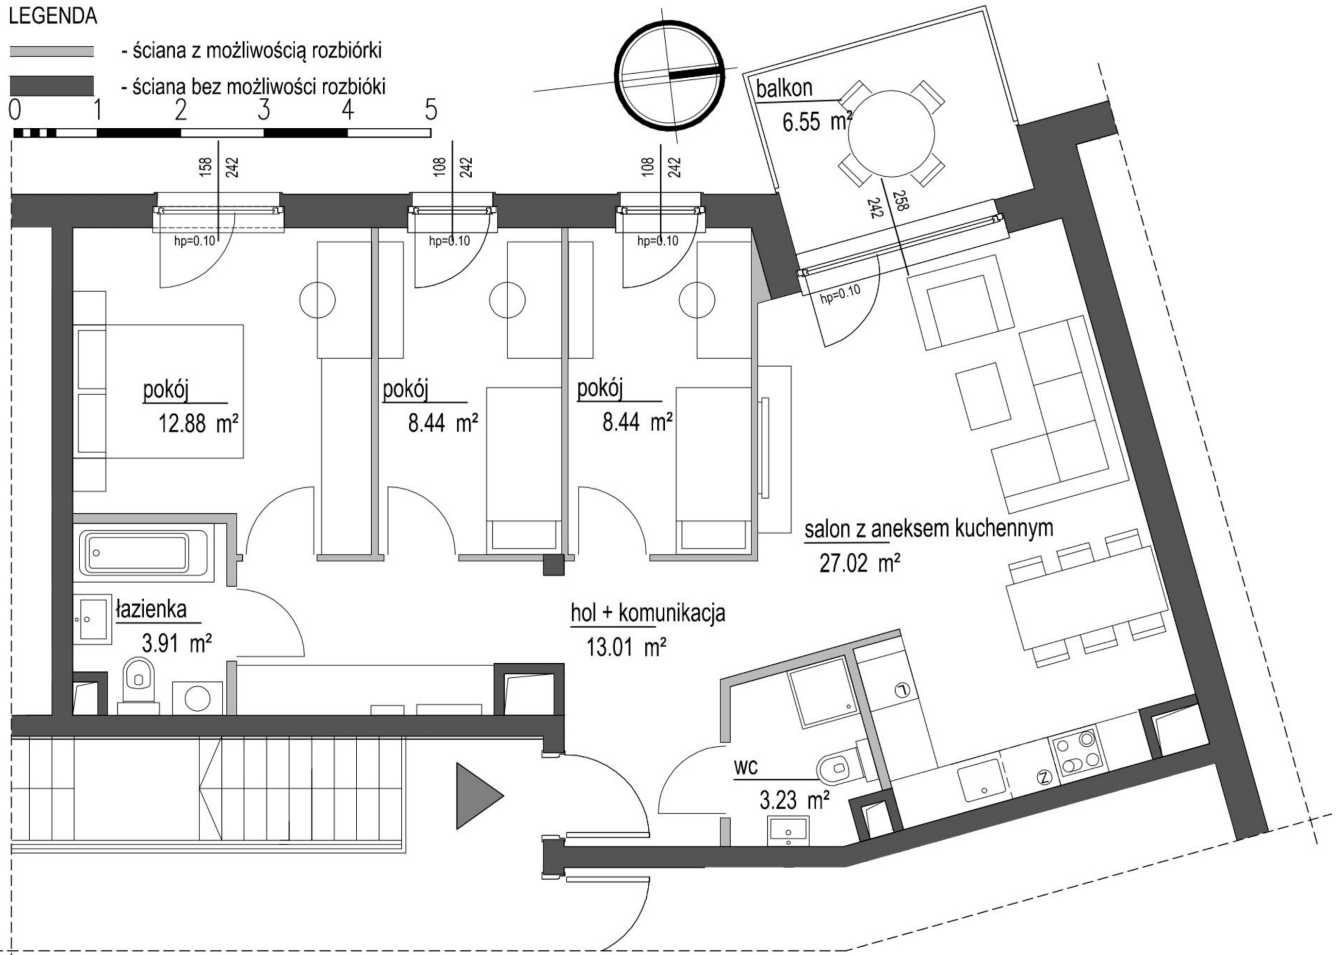 LEGENDA
- ściana z możliwością rozbiórki
- ściana bez możliwości rozbióki
0 1 2 3 4 5
158
242
108
242
108
242
balkon
6.55 m²
258
242
hp=0.10
hp=0.10
hp=0.10
hp=0.10
pokój
12.88 m²
pokój
8.44 m²
pokój
8.44 m²
salon z aneksem kuchennym
27.02 m²
łazienka
3.91 m²
hol + komunikacja
13.01 m²
L
wc
3.23 m²
Z